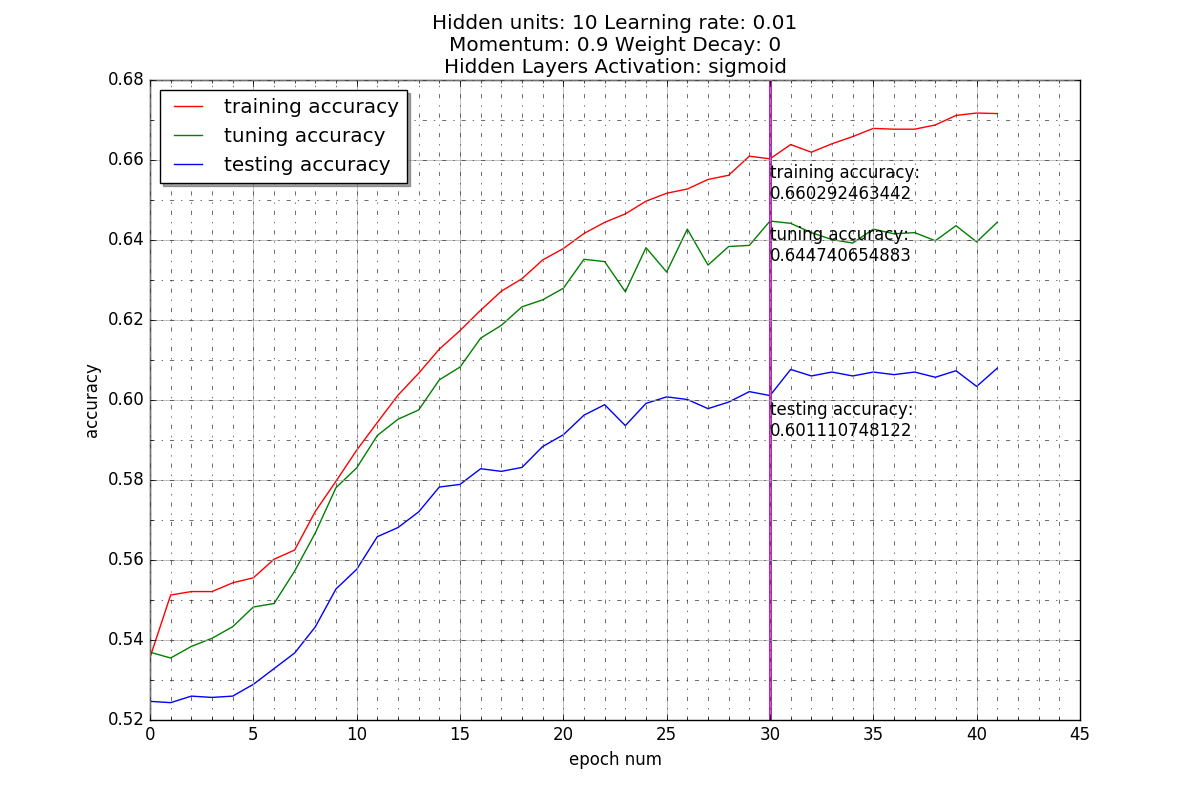 Hidden units: 10 Learning rate: 0.01
Momentum: 0.9 Weight Decay: 0
Hidden Layers Activation: sigmoid
training accuracy
tuning accuracy
testing accuracy
0.68
0.66
0.64
0.62
0.60
0.58
0.56
0.54
0.52
accuracy
training accuracy:
0.660292463442
tuning accuracy:
0.644740654883
testing accuracy:
0.601110748122
0 5 10 15 20 25 30 35 40 45
epoch num